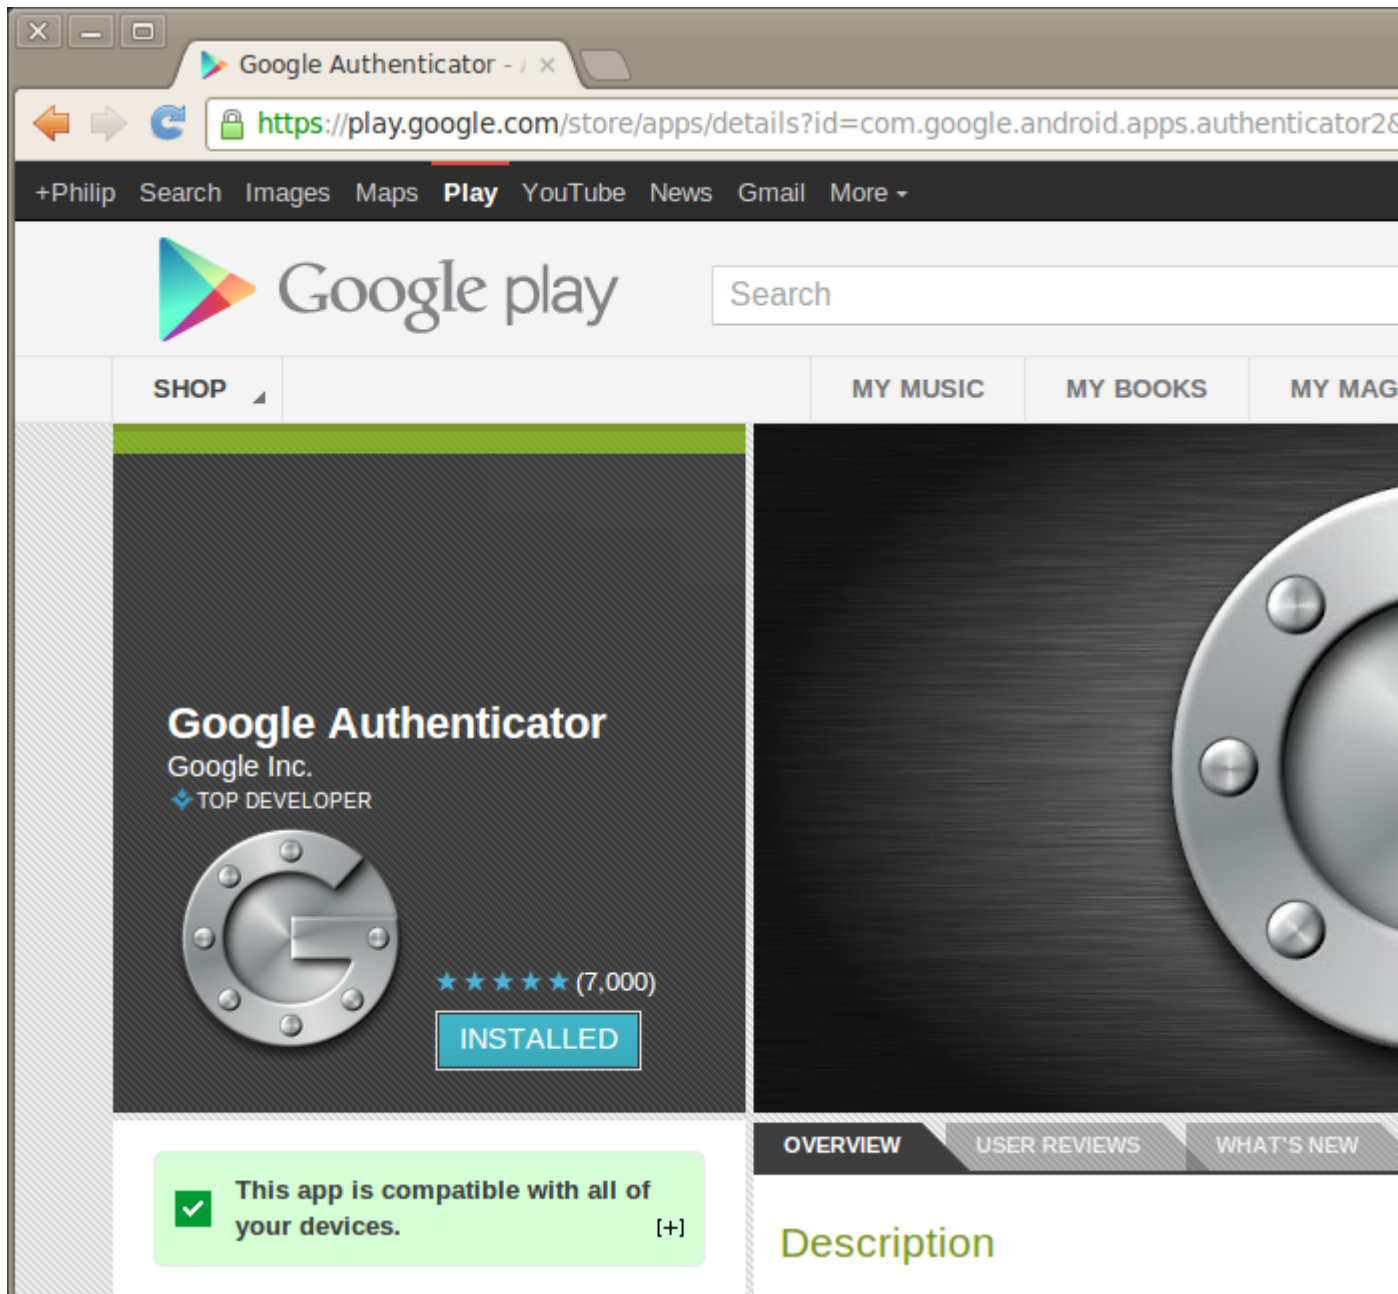 Google Authenticator - 
https://play.google.com/store/apps/details?id=com.google.android.apps.authenticator2&
+Philip Search Images Maps Play YouTube News Gmail More
Google play
Search
SHOP MY MUSIC MY BOOKS MY MAG
Google Authenticator
Google Inc.
TOP DEVELOPER
(7,000)
INSTALLED
OVERVIEW USER REVIEWS WHAT'S NEW
This app is compatible with all of
your devices. [+]
Description